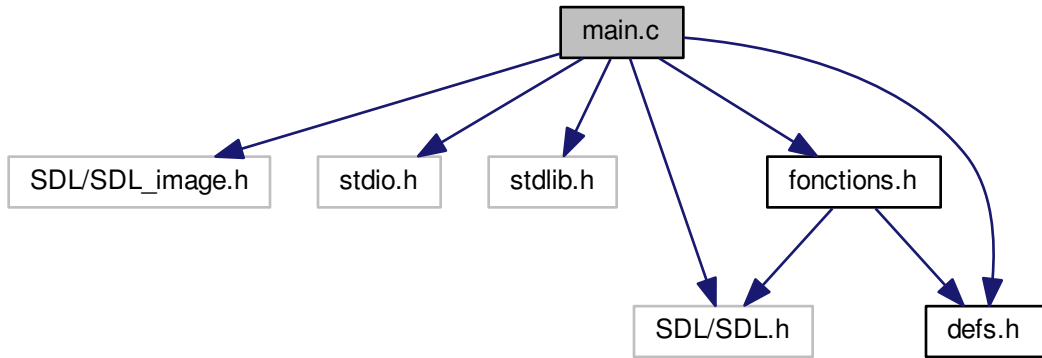 main.c
SDL/SDL_image.h
stdio.h
stdlib.h
fonctions.h
SDL/SDL.h
defs.h